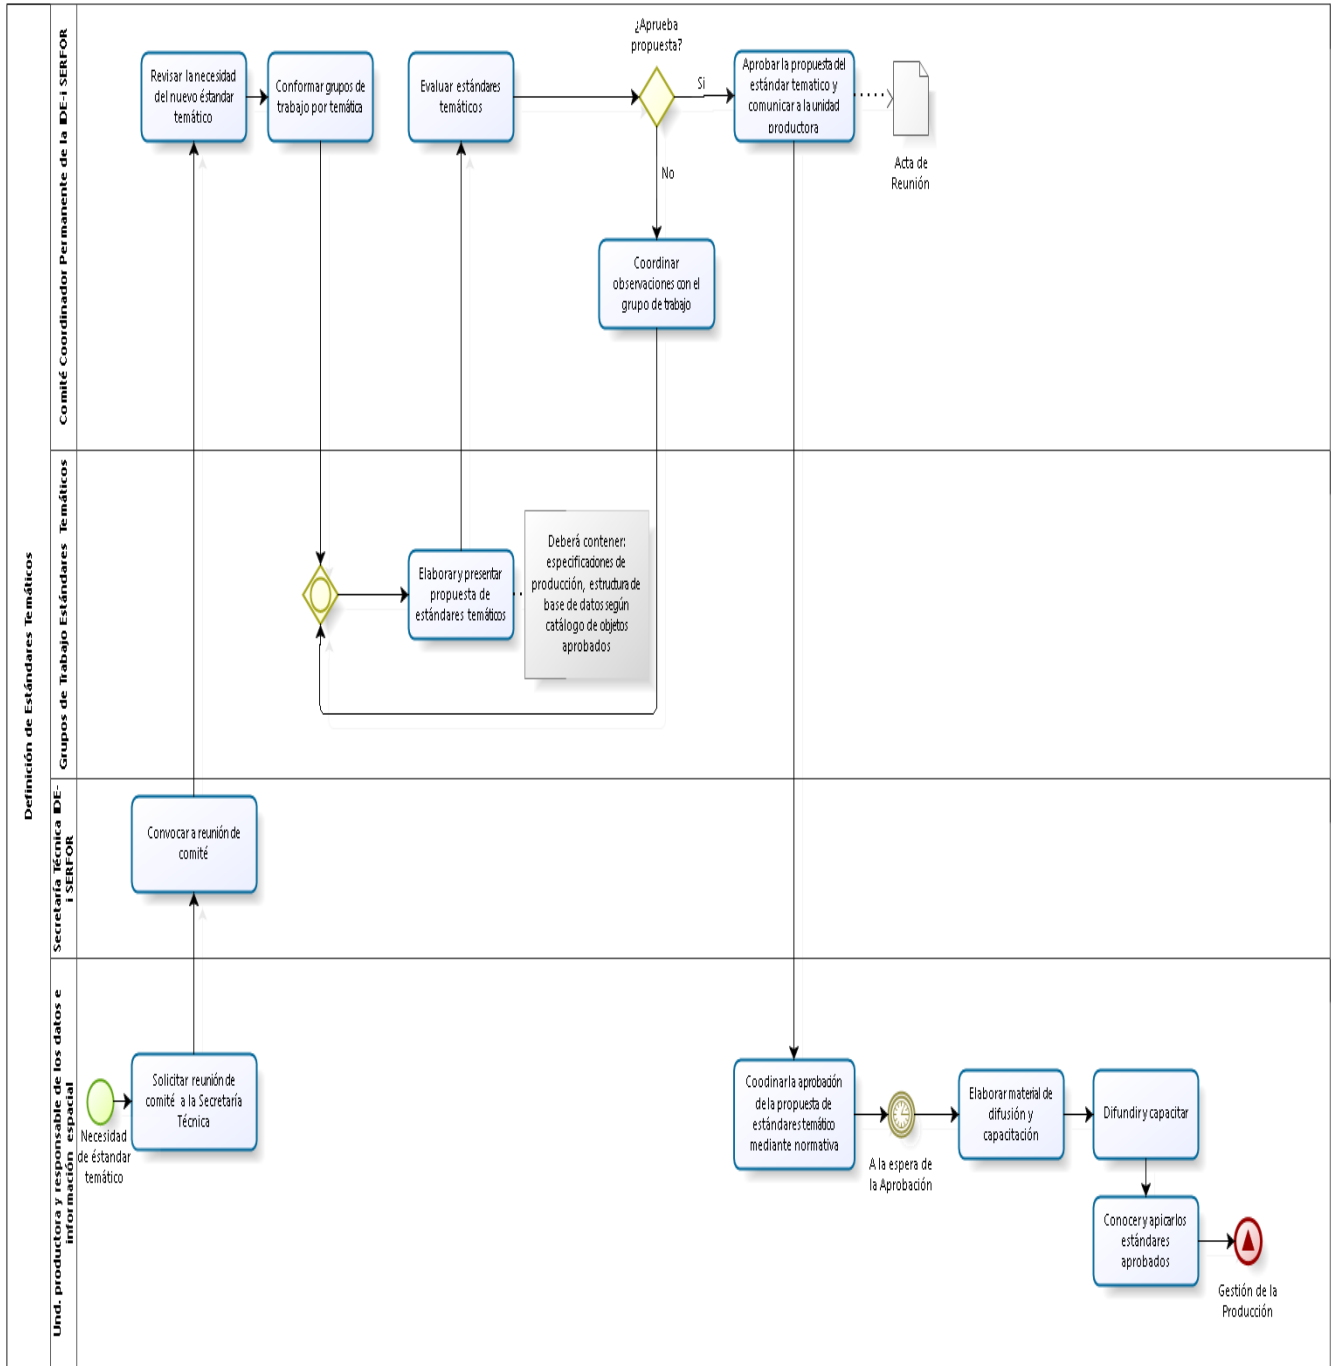 Definición de Estándares Temáticos
Comité Coordinador Permanente de la IDE-i SERFOR
¿Aprueba
propuesta?
Revisar la necesidad
del nuevo éstandar
temático
Conformar grupos de
trabajo por temática
Evaluar estándares
temáticos
Si
Aprobar la propuesta del
estándar tematico y
comunicar a la unidad
productora
Acta de
Reunión
No
Coordinar
observaciones con el
grupo de trabajo
Grupos de Trabajo Estándares Temáticos
Elaborar y presentar
propuesta de
estándares temáticos
Deberá contener:
especificaciones de
producción, estructura de
base de datos según
catálogo de objetos
aprobados
Secretaría Técnica IDE-
i SERFOR
Convocar a reunión de
comité
Und. productora y responsable de los datos e
información espacial
Necesidad
de éstandar
temático
Solicitar reunión de
comité a la Secretaría
Técnica
Coodinar la aprobación
de la propuesta de
estándares temático
mediante normativa
A la espera de
la Aprobación
Elaborar material de
difusión y
capacitación
Difundir y capacitar
Conocer y apicar los
estándares
aprobados
Gestión de la
Producción